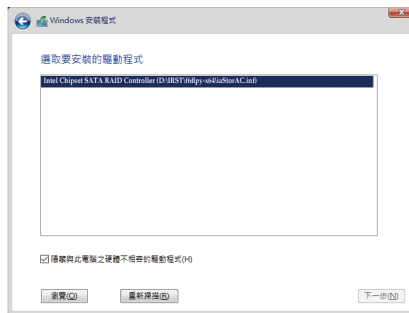 Windows 安裝程式
選取要安裝的驅動程式
Intel Chipset SATA RAID Controller (D:\IRST\f6flpy-x64\iaStorAC.inf)
隱藏與此電腦之硬體不相容的驅動程式(H)
瀏覽(O)
重新掃描(R)
下一步(N)